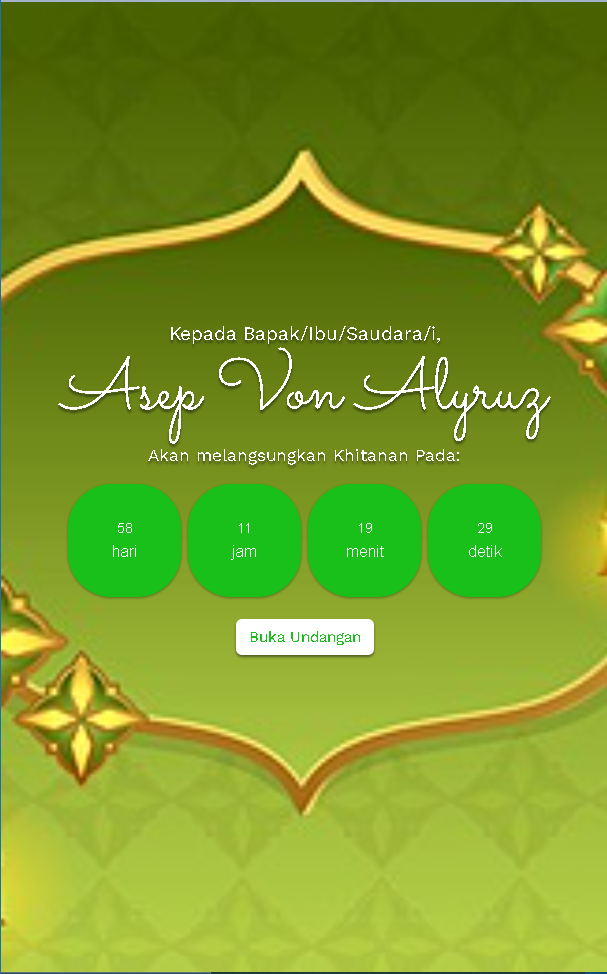 Kepada Bapak/Ibu/Saudara/i,
Asep Von Alyruz
Akan melangsungkan Khitanan Pada:
58
hari
11
jam
19
menit
29
detik
Buka Undangan